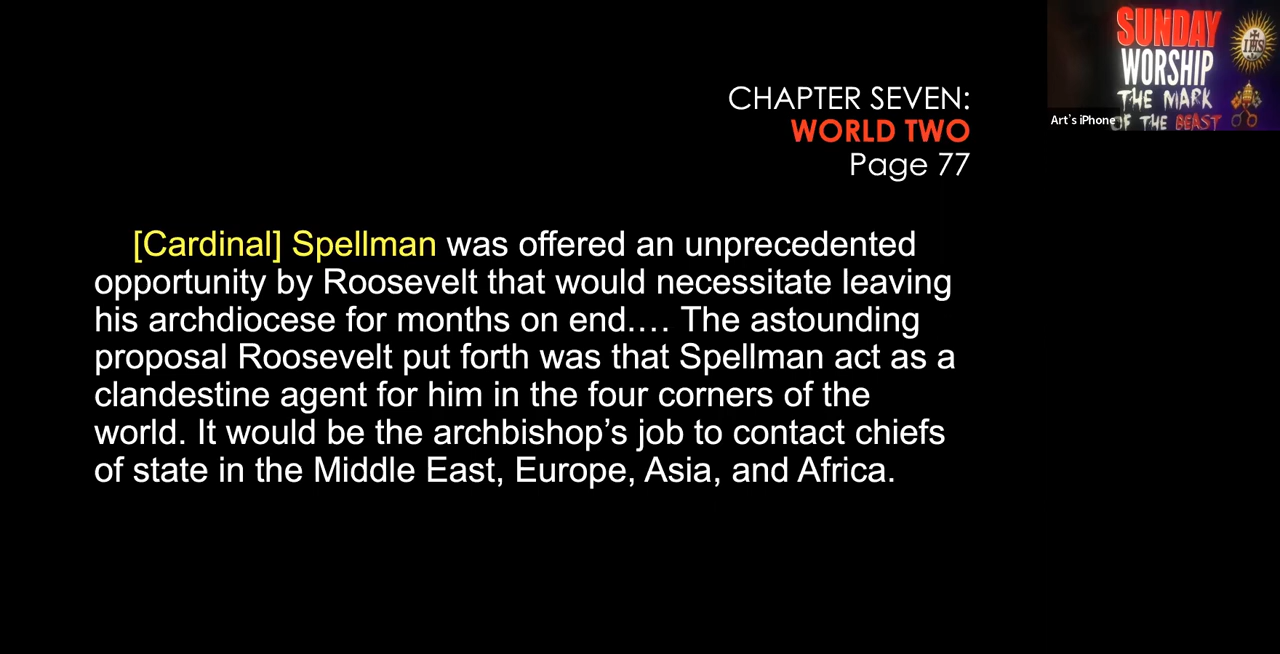 SUNDAY
WORSHIP
THE MARK
OF THE BEAST
IHS
Art's iPhone
CHAPTER SEVEN:
WORLD TWO
Page 77
[Cardinal] Spellman was offered an unprecedented
opportunity by Roosevelt that would necessitate leaving
his archdiocese for months on end.… The astounding
proposal Roosevelt put forth was that Spellman act as a
clandestine agent for him in the four corners of the
world. It would be the archbishop’s job to contact chiefs
of state in the Middle East, Europe, Asia, and Africa.